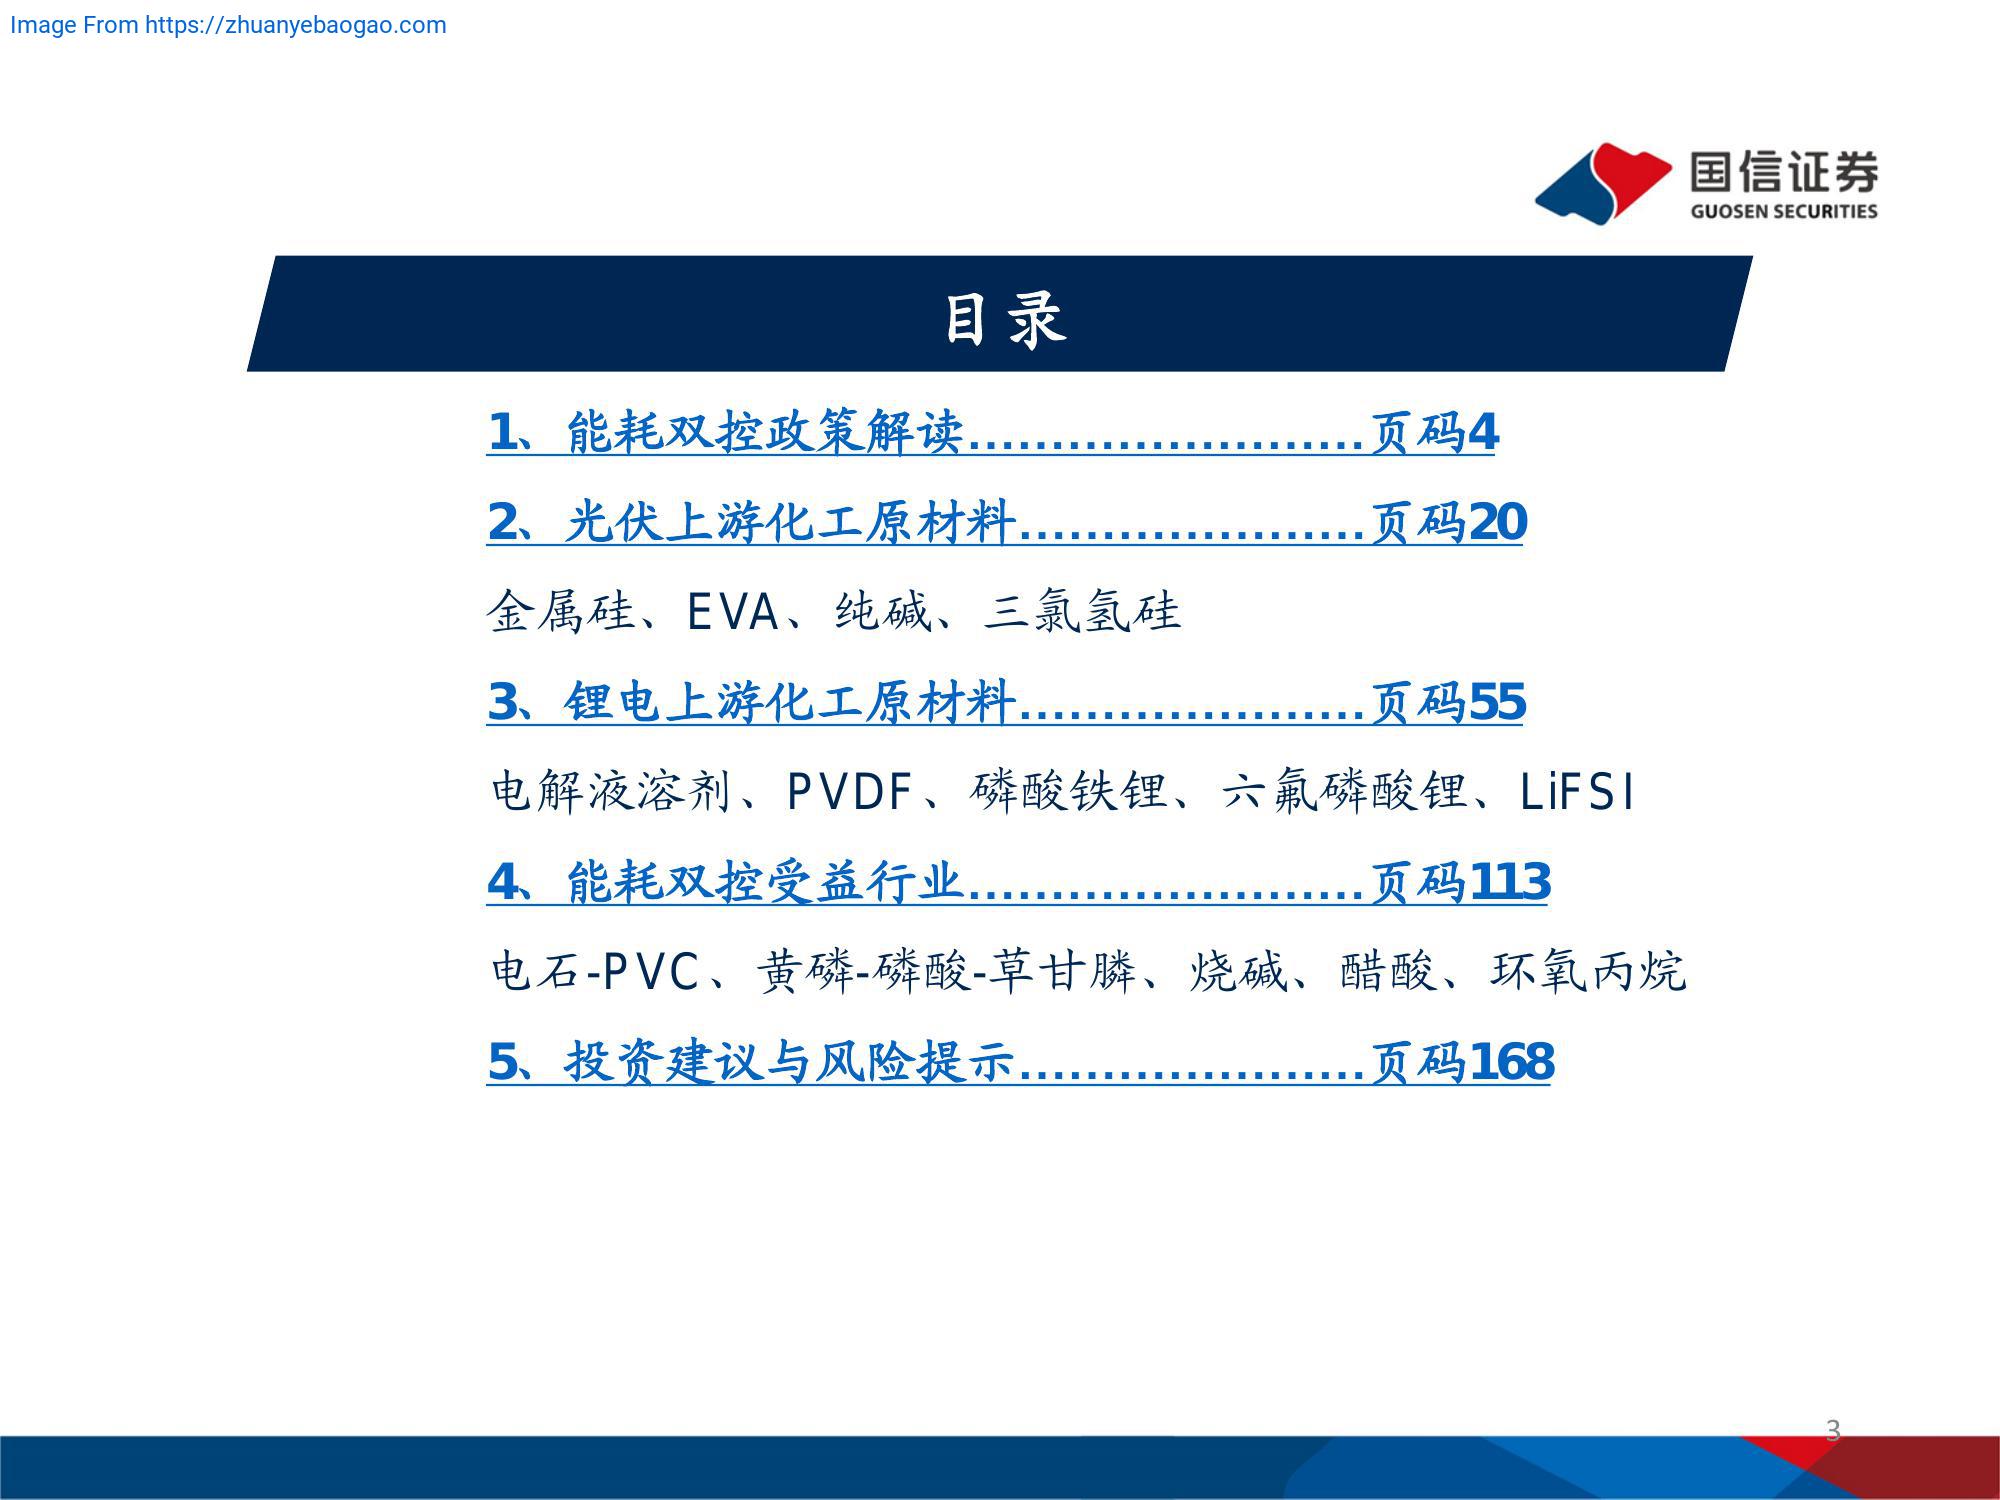 Image From https://zhuanyebaogao.com
国信证券
GUOSEN SECURITIES
目录
1、能耗双控政策解读........................页码4
2、光伏上游化工原材料.....................页码20
金属硅、EVA、纯碱、三氯氢硅
3、锂电上游化工原材料.....................页码55
电解液溶剂、PVDF、磷酸铁锂、六氟磷酸锂、LiFSI
4、能耗双控受益行业........................页码113
电石-PVC、黄磷-磷酸-草甘膦、烧碱、醋酸、环氧丙烷
5、投资建议与风险提示.....................页码168
3